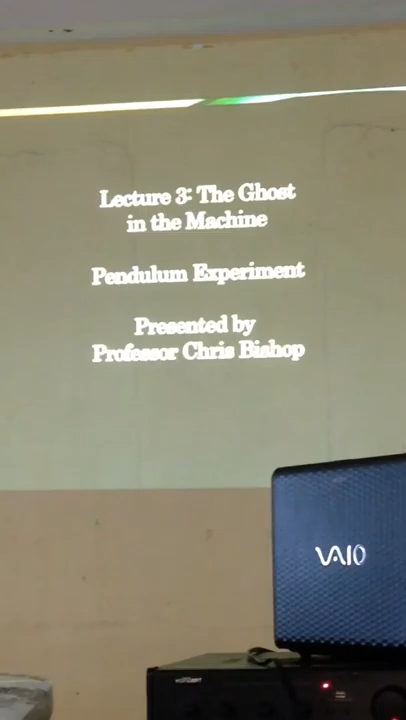 Lecture 3: The Ghost
in the Machine
Pendulum Experiment
Presented by
Professor Chris Bishop
VAIO